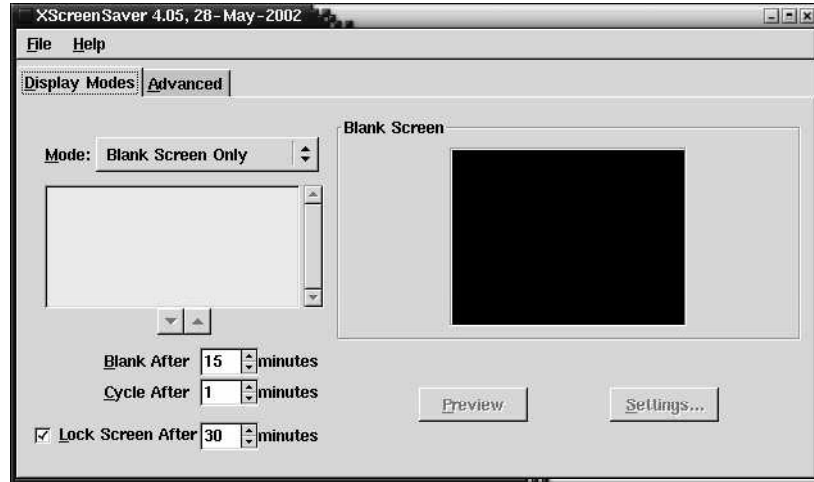 XScreenSaver 4.05, 28-May-2002
File Help
Display Modes Advanced
Mode: Blank Screen Only
Blank Screen
Blank After 15 minutes
Cycle After 1 minutes
Lock Screen After 30 minutes
Preview
Settings...